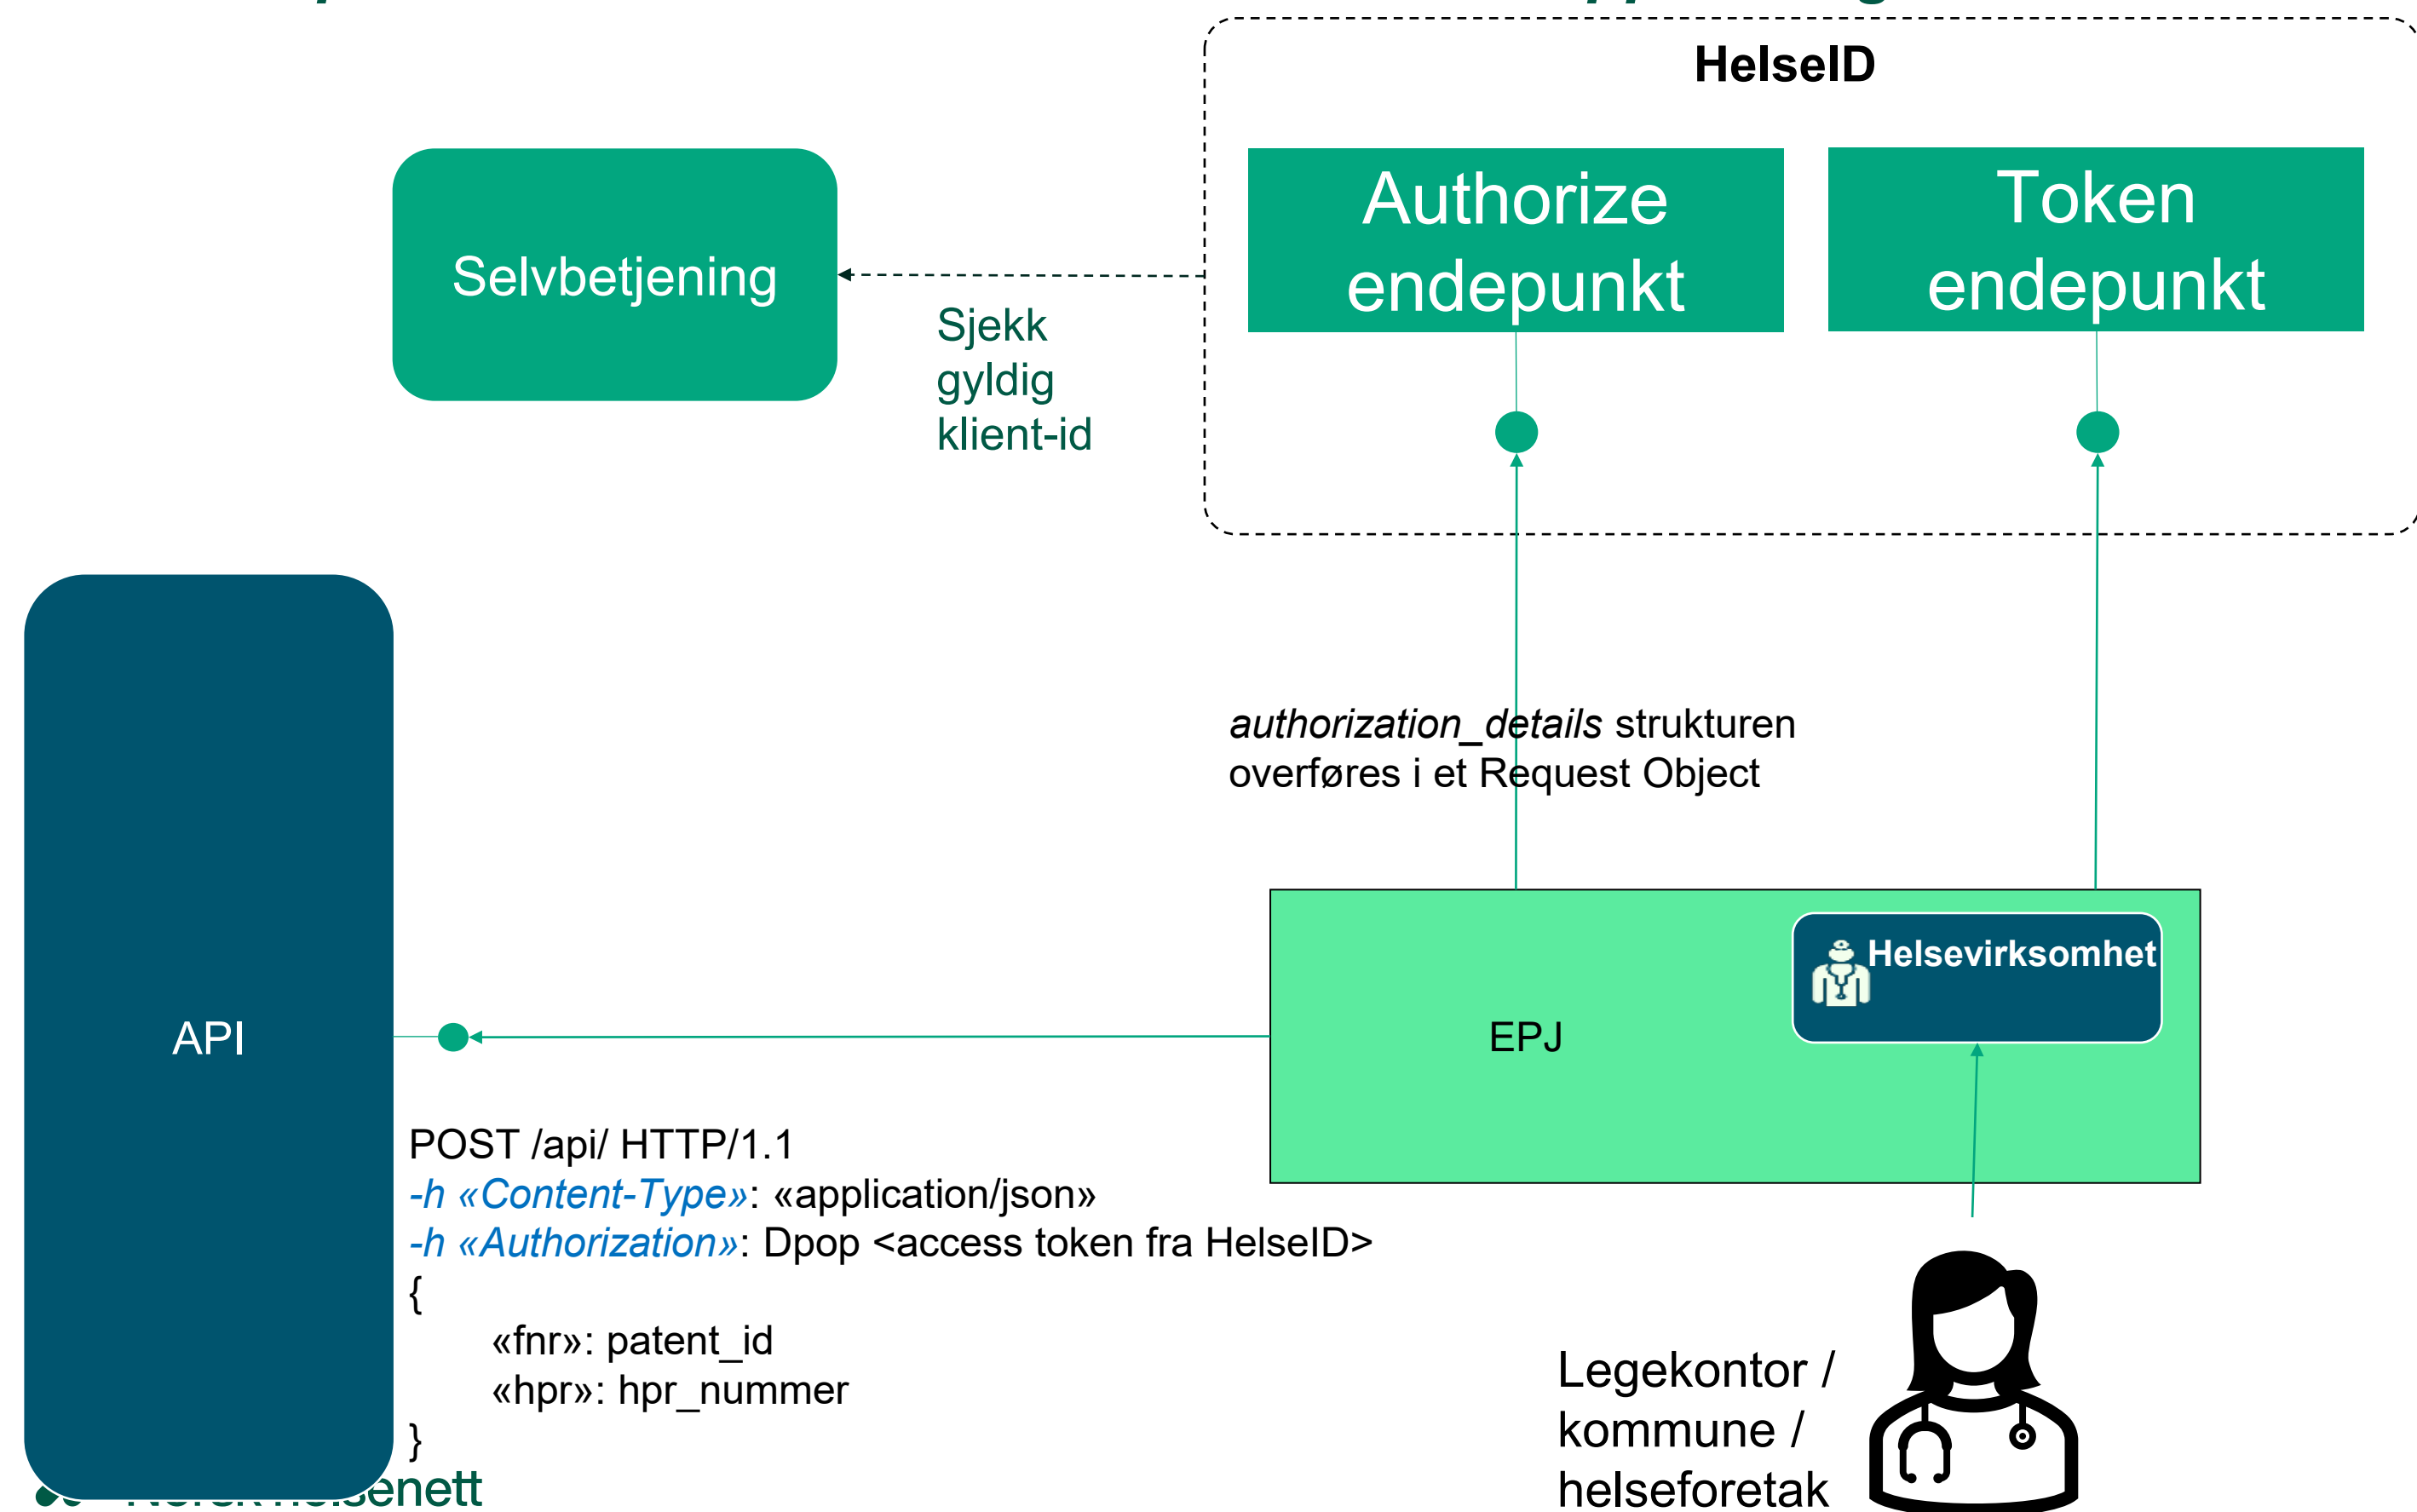 HelseID
Authorize
endepunkt
Token
endepunkt
Selvbetjening
Sjekk
gyldig
klient-id
authorization_details strukturen
overføres i et Request Object
Helsevirksomhet
EPJ
API
POST /api/ HTTP/1.1
-h «Content-Type»: «application/json»
-h «Authorization»: Dpop <access token fra HelseID>
{
«fnr»: patent_id
«hpr»: hpr_nummer
}
Legekontor /
kommune /
helseforetak